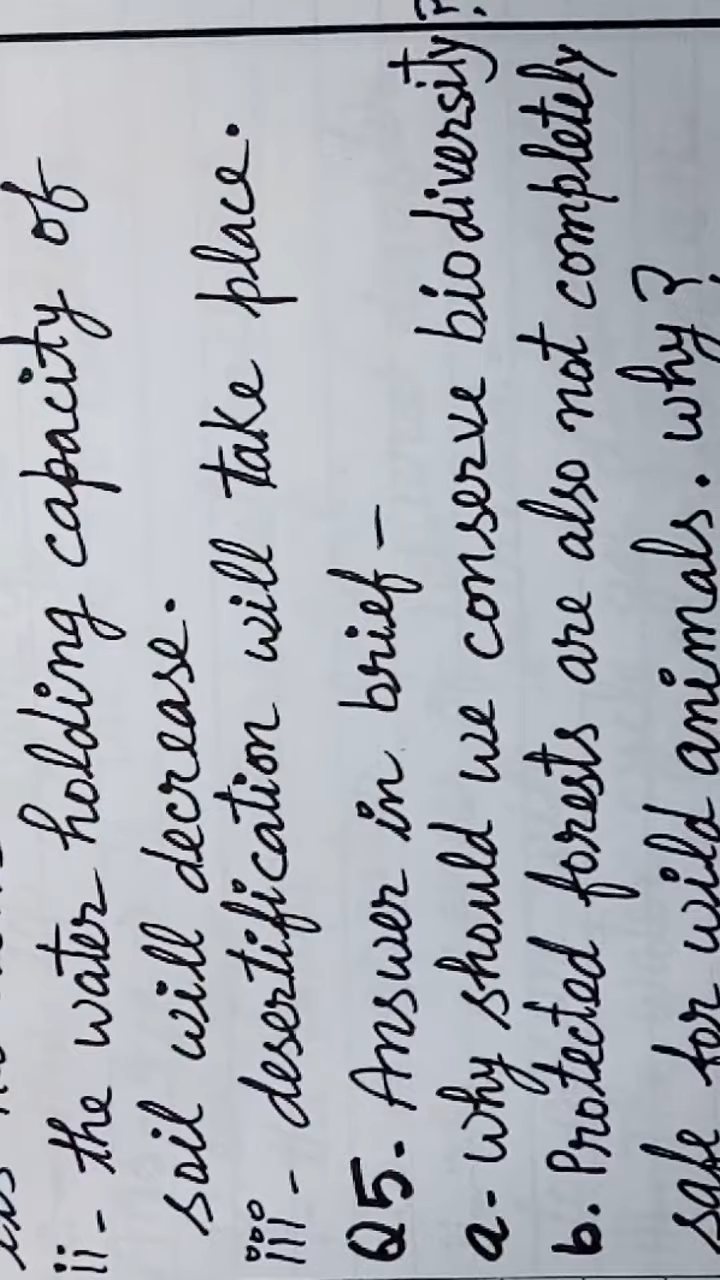 ii - the water holding capacity of
soil will decrease.
iii - desertification will take place.
Q5. Answer in brief -
a - Why should we conserve biodiversity?
b. Protected forests are also not completely
safe for wild animals. why?